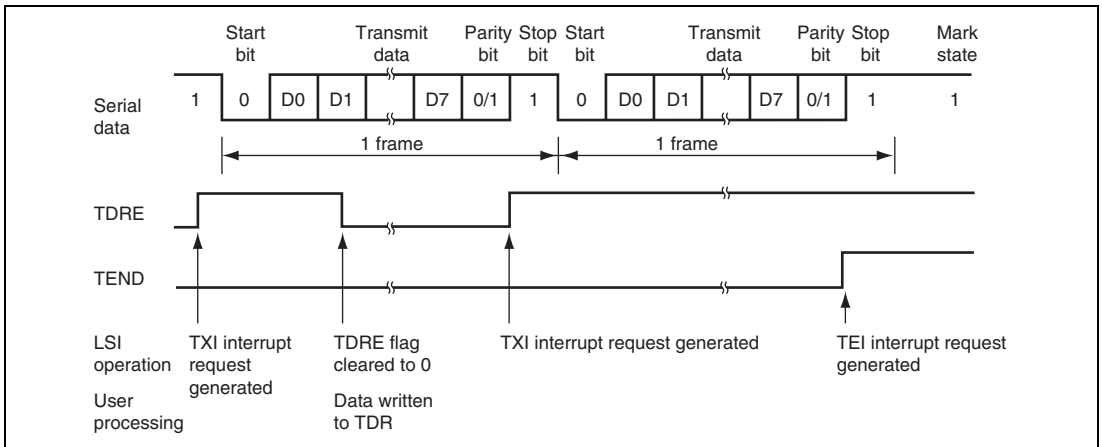 Start bit
Transmit data
Parity bit
Stop bit
Start bit
Transmit data
Parity bit
Stop bit
Mark state
Serial data
1 0 D0 D1 D7 0/1 1 0 D0 D1 D7 0/1 1 1
1 frame
1 frame
TDRE
TEND
LSI operation
TXI interrupt request generated
TDRE flag cleared to 0
TXI interrupt request generated
TEI interrupt request generated
User processing
Data written to TDR